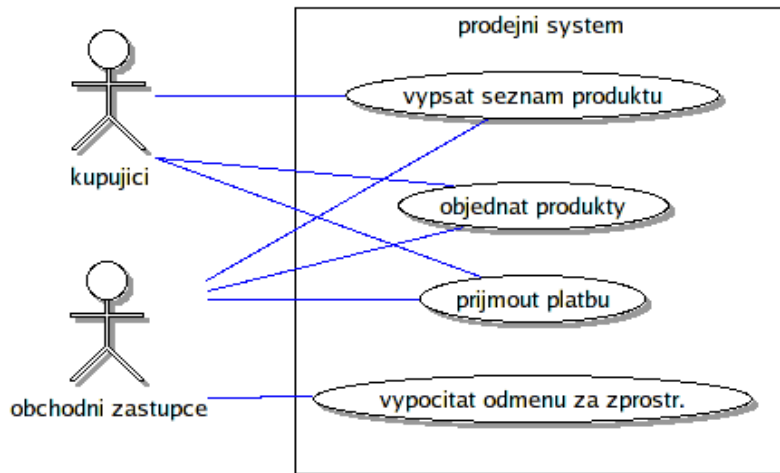 prodejni system
vypsat seznam produktu
kupujici
objednat produkty
prijmout platbu
obchodni zastupce
vypocitat odmenu za zprostr.